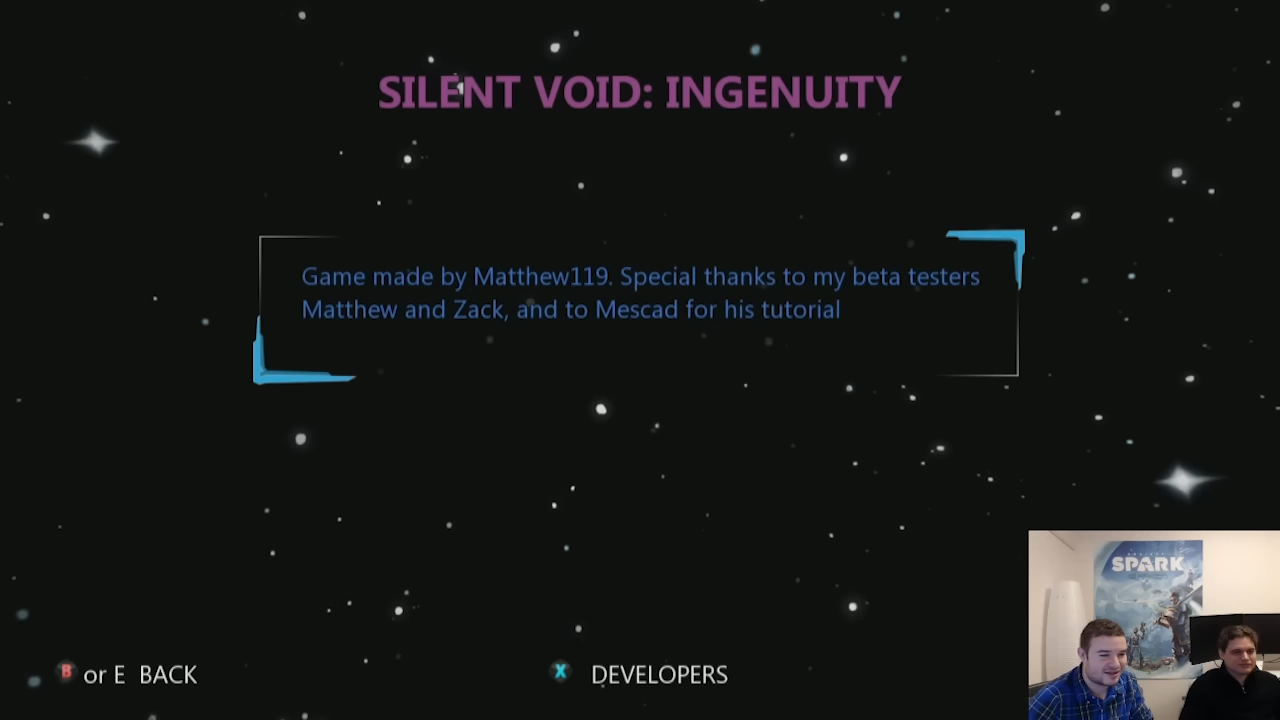 SILENT VOID: INGENUITY
Game made by Matthew119. Special thanks to my beta testers
Matthew and Zack, and to Mescad for his tutorial
B or E BACK
X DEVELOPERS
SPARK